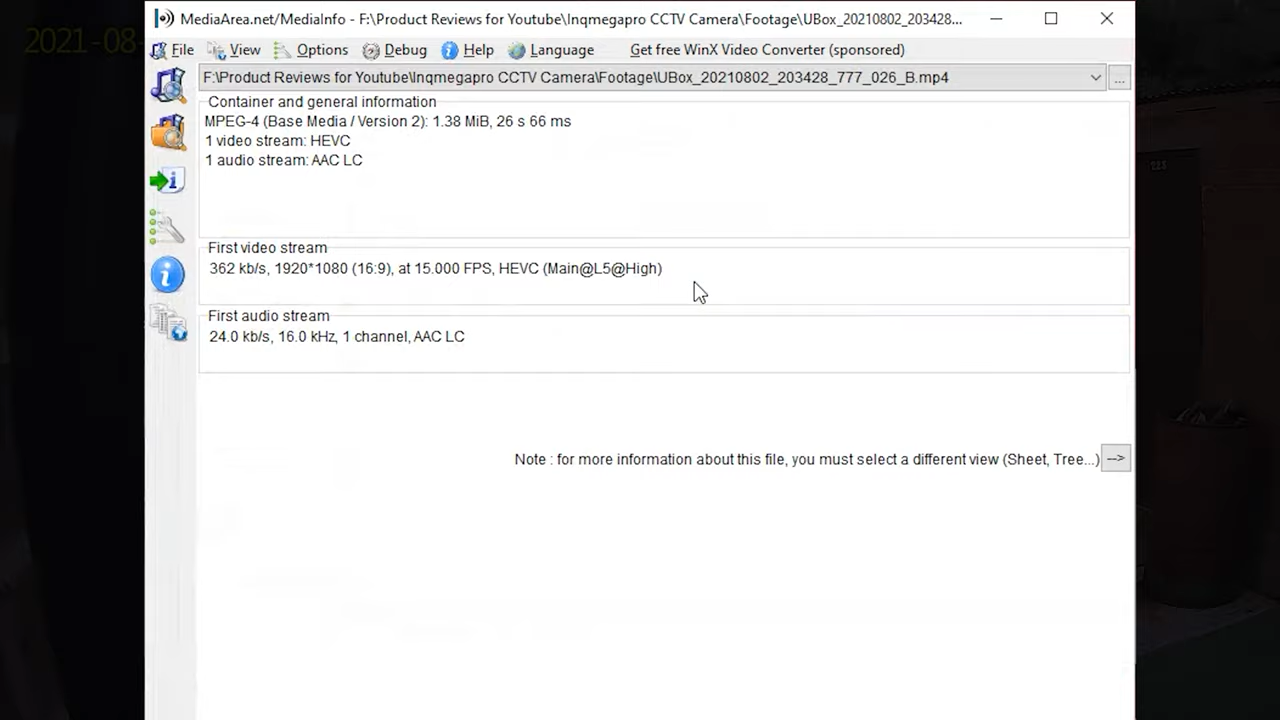 MediaArea.net/MediaInfo - F:\Product Reviews for Youtube\Inqmegapro CCTV Camera\Footage\UBox_20210802_203428...
2021-08
File View Options Debug Help Language Get free WinX Video Converter (sponsored)
F:\Product Reviews for Youtube\Inqmegapro CCTV Camera\Footage\UBox_20210802_203428_777_026_B.mp4
...
Container and general information
MPEG-4 (Base Media / Version 2): 1.38 MiB, 26 s 66 ms
1 video stream: HEVC
1 audio stream: AAC LC
First video stream
362 kb/s, 1920*1080 (16:9), at 15.000 FPS, HEVC (Main@L5@High)
First audio stream
24.0 kb/s, 16.0 kHz, 1 channel, AAC LC
Note : for more information about this file, you must select a different view (Sheet, Tree...) -->